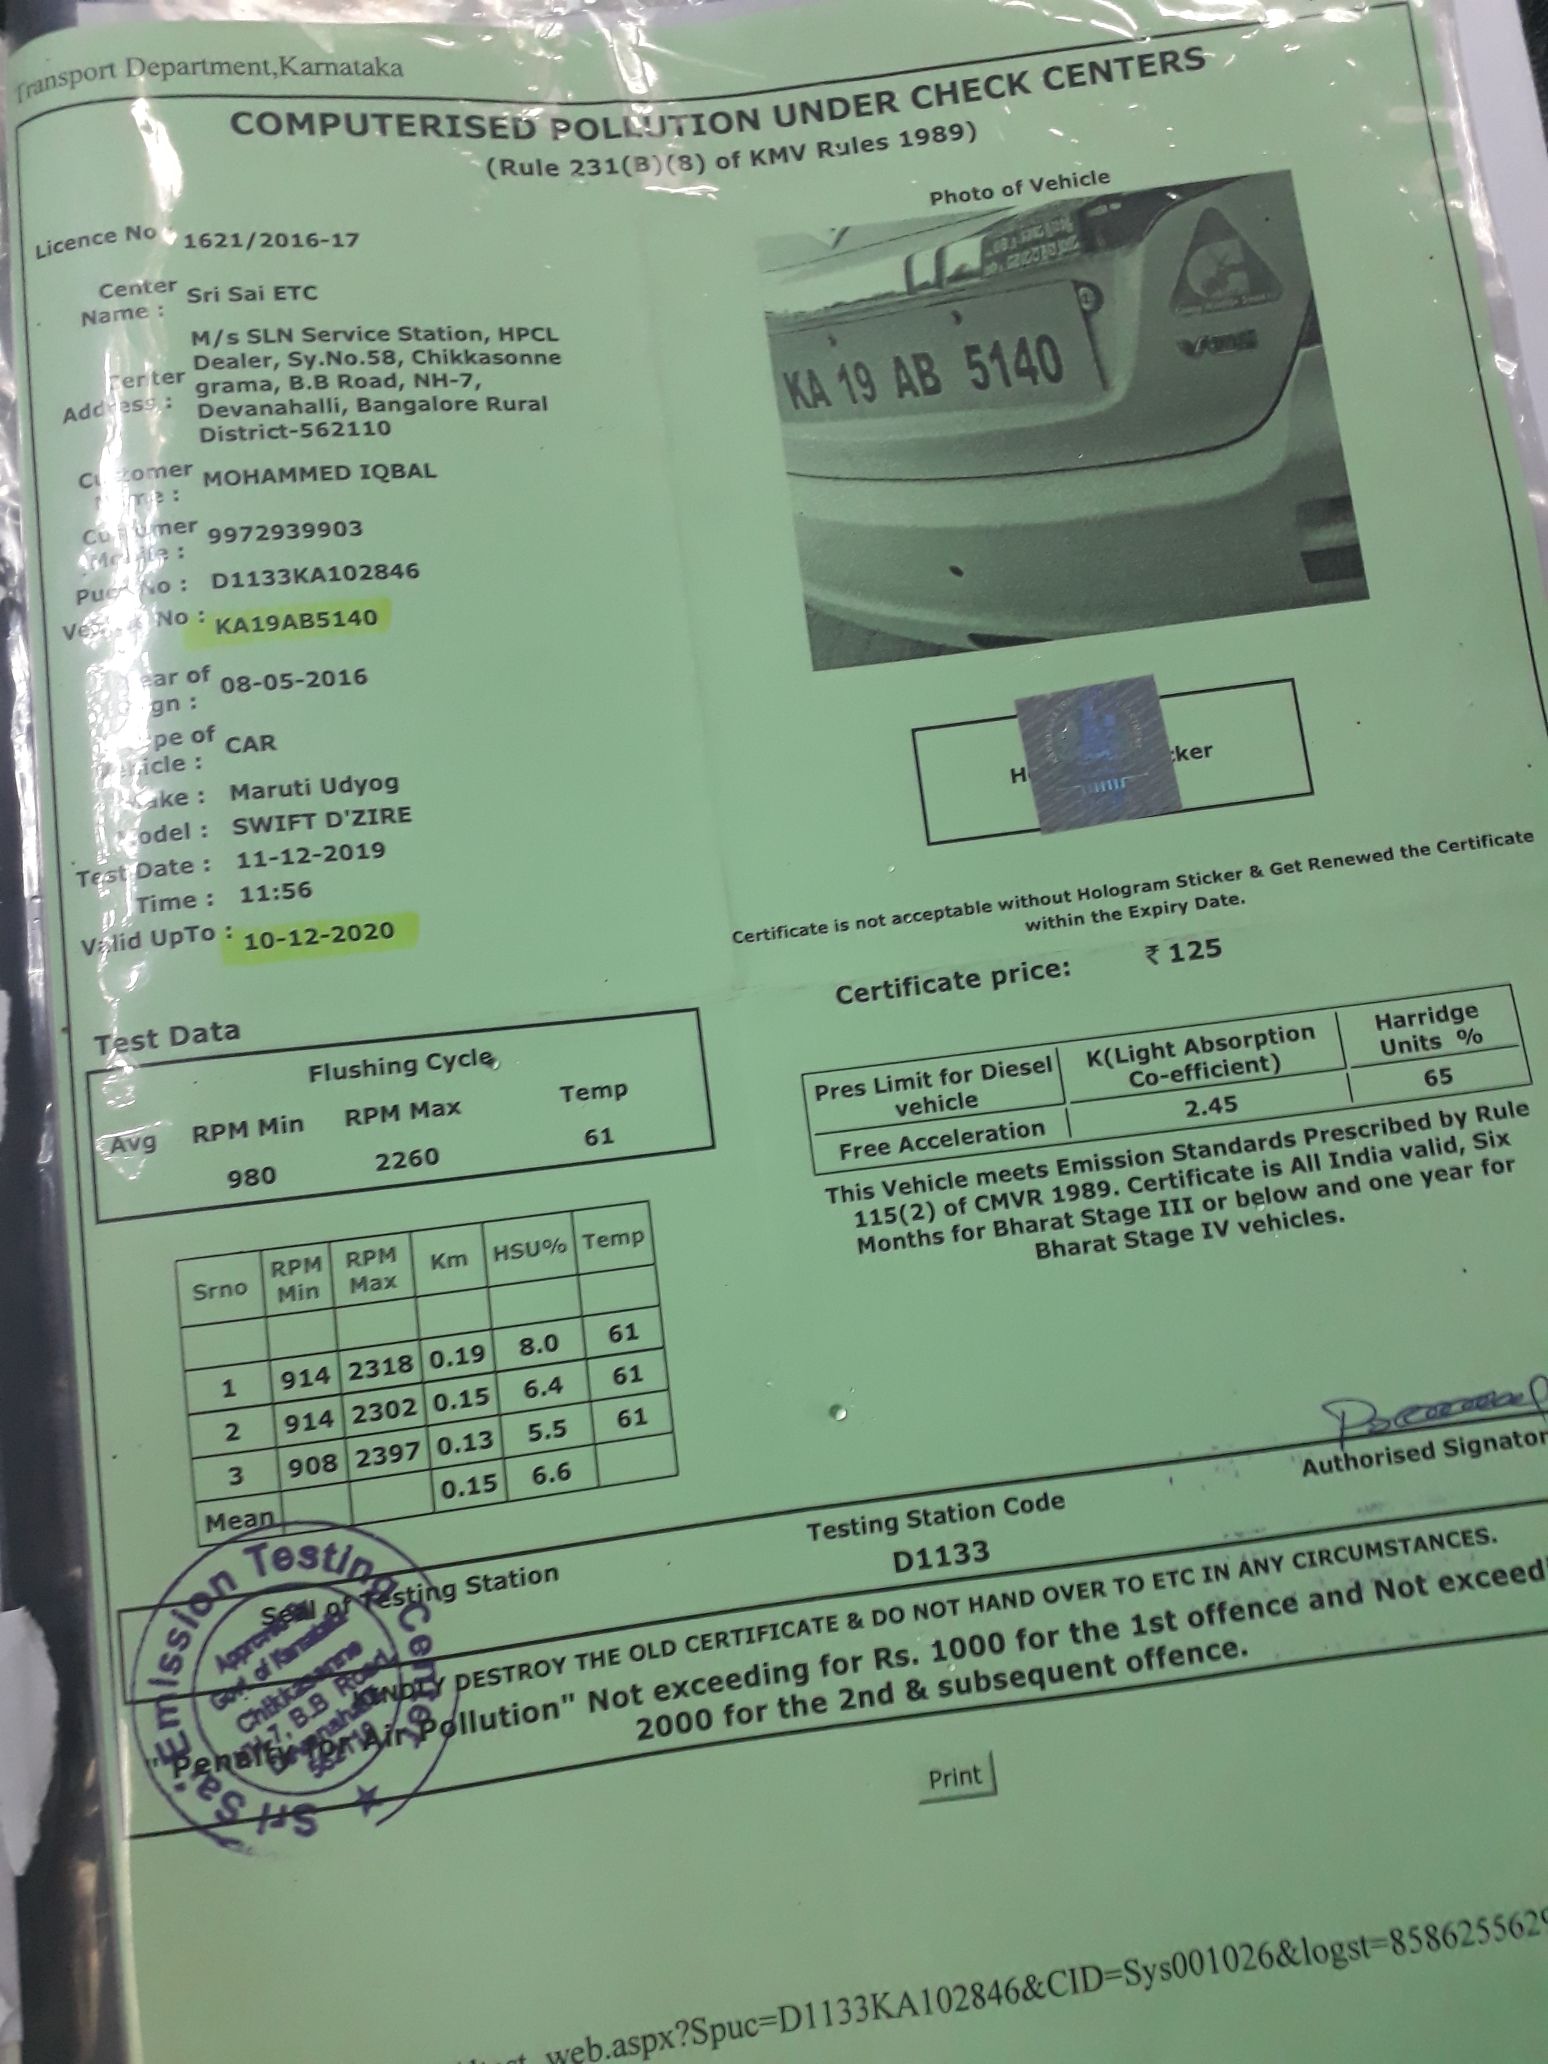 Transport Department,Karnataka
COMPUTERISED POLLUTION UNDER CHECK CENTERS
(Rule 231(B)(8) of KMV Rules 1989)
Licence No : 1621/2016-17
Center Name : Sri Sai ETC
Center Address : M/s SLN Service Station, HPCL
Dealer, Sy.No.58, Chikkasonne
grama, B.B Road, NH-7,
Devanahalli, Bangalore Rural
District-562110
Customer Name : MOHAMMED IQBAL
Customer Mobile : 9972939903
Pucc No : D1133KA102846
Vehicle No : KA19AB5140
Year of
gn : 08-05-2016
Type of Vehicle : CAR
Make : Maruti Udyog
Model : SWIFT D'ZIRE
Test Date : 11-12-2019
Time : 11:56
Valid UpTo : 10-12-2020
Photo of Vehicle
KA 19 AB 5140
H ker
Certificate is not acceptable without Hologram Sticker & Get Renewed the Certificate
within the Expiry Date.
Certificate price: ₹ 125
Test Data
Flushing Cycle
RPM Min RPM Max Temp
Avg 980 2260 61
Pres Limit for Diesel vehicle K(Light Absorption Co-efficient) Harridge Units %
Free Acceleration 2.45 65
This Vehicle meets Emission Standards Prescribed by Rule
115(2) of CMVR 1989. Certificate is All India valid, Six
Months for Bharat Stage III or below and one year for
Bharat Stage IV vehicles.
Srno RPM Min RPM Max Km HSU% Temp
1 914 2318 0.19 8.0 61
2 914 2302 0.15 6.4 61
3 908 2397 0.13 5.5 61
Mean 0.15 6.6
Authorised Signator
Seal of Testing Station
Testing Station Code
D1133
KINDLY DESTROY THE OLD CERTIFICATE & DO NOT HAND OVER TO ETC IN ANY CIRCUMSTANCES.
"Penalty for Air Pollution" Not exceeding for Rs. 1000 for the 1st offence and Not exceed
2000 for the 2nd & subsequent offence.
Sri Sai Emission Testing Center
Approved by
Govt of Karnataka
Chikkasonne
NH-7, B.B Road
Devanahalli
562110
Print
web.aspx?Spuc=D1133KA102846&CID=Sys001026&logst=8586255629